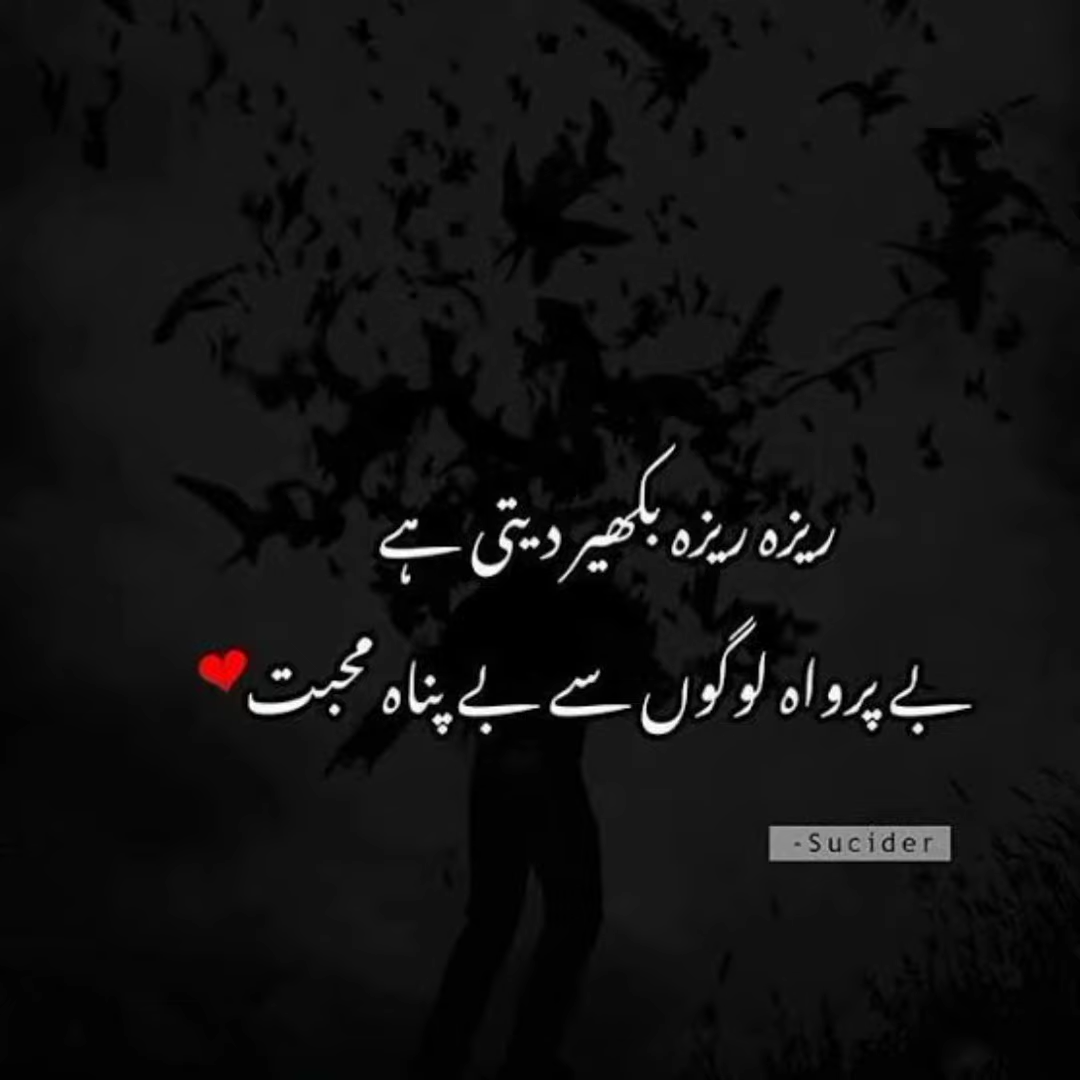 ریزہ ریزہ بکھیر دیتی ہے
بے پرواہ لوگوں سے بے پناہ محبت❤
-Sucider